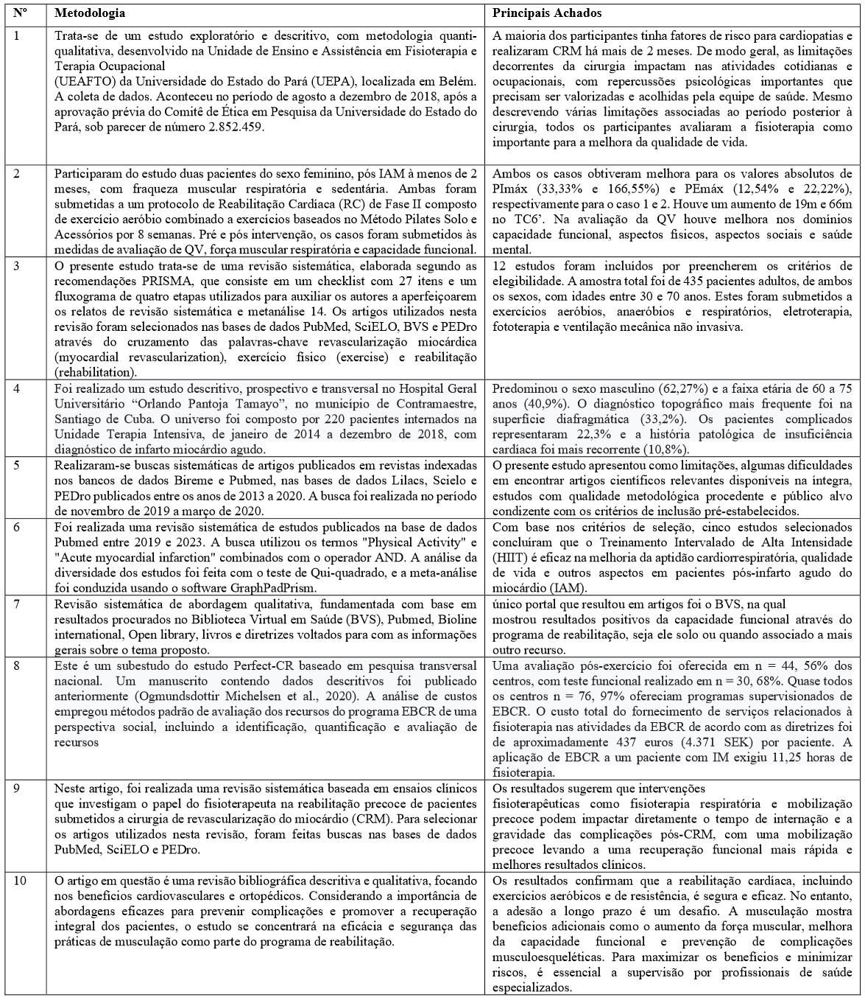 Nº
Metodologia
Principais Achados
1
Trata-se de um estudo exploratório e descritivo, com metodologia quanti-
qualitativa, desenvolvido na Unidade de Ensino e Assistência em Fisioterapia e
Terapia Ocupacional
(UEAFTO) da Universidade do Estado do Pará (UEPA), localizada em Belém.
A coleta de dados. Aconteceu no período de agosto a dezembro de 2018, após a
aprovação prévia do Comitê de Ética em Pesquisa da Universidade do Estado do
Pará, sob parecer de número 2.852.459.
A maioria dos participantes tinha fatores de risco para cardiopatias e
realizaram CRM há mais de 2 meses. De modo geral, as limitações
decorrentes da cirurgia impactam nas atividades cotidianas e
ocupacionais, com repercussões psicológicas importantes que
precisam ser valorizadas e acolhidas pela equipe de saúde. Mesmo
descrevendo várias limitações associadas ao período posterior à
cirurgia, todos os participantes avaliaram a fisioterapia como
importante para a melhora da qualidade de vida.
2
Participaram do estudo duas pacientes do sexo feminino, pós IAM à menos de 2
meses, com fraqueza muscular respiratória e sedentária. Ambas foram
submetidas a um protocolo de Reabilitação Cardíaca (RC) de Fase II composto
de exercício aeróbio combinado a exercícios baseados no Método Pilates Solo e
Acessórios por 8 semanas. Pré e pós intervenção, os casos foram submetidos às
medidas de avaliação de QV, força muscular respiratória e capacidade funcional.
Ambos os casos obtiveram melhora para os valores absolutos de
PImáx (33,33% e 166,55%) e PEmáx (12,54% e 22,22%),
respectivamente para o caso 1 e 2. Houve um aumento de 19m e 66m
no TC6’. Na avaliação da QV houve melhora nos domínios
capacidade funcional, aspectos físicos, aspectos sociais e saúde
mental.
3
O presente estudo trata-se de uma revisão sistemática, elaborada segundo as
recomendações PRISMA, que consiste em um checklist com 27 itens e um
fluxograma de quatro etapas utilizados para auxiliar os autores a aperfeiçoarem
os relatos de revisão sistemática e metanálise 14. Os artigos utilizados nesta
revisão foram selecionados nas bases de dados PubMed, SciELO, BVS e PEDro
através do cruzamento das palavras-chave revascularização miocárdica
(myocardial revascularization), exercício físico (exercise) e reabilitação
(rehabilitation).
12 estudos foram incluídos por preencherem os critérios de
elegibilidade. A amostra total foi de 435 pacientes adultos, de ambos
os sexos, com idades entre 30 e 70 anos. Estes foram submetidos a
exercícios aeróbios, anaeróbios e respiratórios, eletroterapia,
fototerapia e ventilação mecânica não invasiva.
4
Foi realizado um estudo descritivo, prospectivo e transversal no Hospital Geral
Universitário “Orlando Pantoja Tamayo”, no município de Contramaestre,
Santiago de Cuba. O universo foi composto por 220 pacientes internados na
Unidade Terapia Intensiva, de janeiro de 2014 a dezembro de 2018, com
diagnóstico de infarto miocárdio agudo.
Predominou o sexo masculino (62,27%) e a faixa etária de 60 a 75
anos (40,9%). O diagnóstico topográfico mais frequente foi na
superfície diafragmática (33,2%). Os pacientes complicados
representaram 22,3% e a história patológica de insuficiência
cardíaca foi mais recorrente (10,8%).
5
Realizaram-se buscas sistemáticas de artigos publicados em revistas indexadas
nos bancos de dados Bireme e Pubmed, nas bases de dados Lilacs, Scielo e
PEDro publicados entre os anos de 2013 a 2020. A busca foi realizada no período
de novembro de 2019 a março de 2020.
O presente estudo apresentou como limitações, algumas dificuldades
em encontrar artigos científicos relevantes disponíveis na íntegra,
estudos com qualidade metodológica procedente e público alvo
condizente com os critérios de inclusão pré-estabelecidos.
6
Foi realizada uma revisão sistemática de estudos publicados na base de dados
Pubmed entre 2019 e 2023. A busca utilizou os termos "Physical Activity" e
"Acute myocardial infarction" combinados com o operador AND. A análise da
diversidade dos estudos foi feita com o teste de Qui-quadrado, e a meta-análise
foi conduzida usando o software GraphPadPrism.
Com base nos critérios de seleção, cinco estudos selecionados
concluíram que o Treinamento Intervalado de Alta Intensidade
(HIIT) é eficaz na melhoria da aptidão cardiorrespiratória, qualidade
de vida e outros aspectos em pacientes pós-infarto agudo do
miocárdio (IAM).
7
Revisão sistemática de abordagem qualitativa, fundamentada com base em
resultados procurados no Biblioteca Virtual em Saúde (BVS), Pubmed, Bioline
international, Open library, livros e diretrizes voltados para com as informações
gerais sobre o tema proposto.
único portal que resultou em artigos foi o BVS, na qual
mostrou resultados positivos da capacidade funcional através do
programa de reabilitação, seja ele solo ou quando associado a mais
outro recurso.
8
Este é um subestudo do estudo Perfect-CR baseado em pesquisa transversal
nacional. Um manuscrito contendo dados descritivos foi publicado
anteriormente (Ogmundsdottir Michelsen et al., 2020). A análise de custos
empregou métodos padrão de avaliação dos recursos do programa EBCR de uma
perspectiva social, incluindo a identificação, quantificação e avaliação de
recursos
Uma avaliação pós-exercício foi oferecida em n = 44, 56% dos
centros, com teste funcional realizado em n = 30, 68%. Quase todos
os centros n = 76, 97% ofereciam programas supervisionados de
EBCR. O custo total do fornecimento de serviços relacionados à
fisioterapia nas atividades da EBCR de acordo com as diretrizes foi
de aproximadamente 437 euros (4.371 SEK) por paciente. A
aplicação de EBCR a um paciente com IM exigiu 11,25 horas de
fisioterapia.
9
Neste artigo, foi realizada uma revisão sistemática baseada em ensaios clínicos
que investigam o papel do fisioterapeuta na reabilitação precoce de pacientes
submetidos a cirurgia de revascularização do miocárdio (CRM). Para selecionar
os artigos utilizados nesta revisão, foram feitas buscas nas bases de dados
PubMed, SciELO e PEDro.
Os resultados sugerem que intervenções
fisioterapêuticas como fisioterapia respiratória e mobilização
precoce podem impactar diretamente o tempo de internação e a
gravidade das complicações pós-CRM, com uma mobilização
precoce levando a uma recuperação funcional mais rápida e
melhores resultados clínicos.
10
O artigo em questão é uma revisão bibliográfica descritiva e qualitativa, focando
nos benefícios cardiovasculares e ortopédicos. Considerando a importância de
abordagens eficazes para prevenir complicações e promover a recuperação
integral dos pacientes, o estudo se concentrará na eficácia e segurança das
práticas de musculação como parte do programa de reabilitação.
Os resultados confirmam que a reabilitação cardíaca, incluindo
exercícios aeróbicos e de resistência, é segura e eficaz. No entanto,
a adesão a longo prazo é um desafio. A musculação mostra
benefícios adicionais como o aumento da força muscular, melhora
da capacidade funcional e prevenção de complicações
musculoesqueléticas. Para maximizar os benefícios e minimizar
riscos, é essencial a supervisão por profissionais de saúde
especializados.